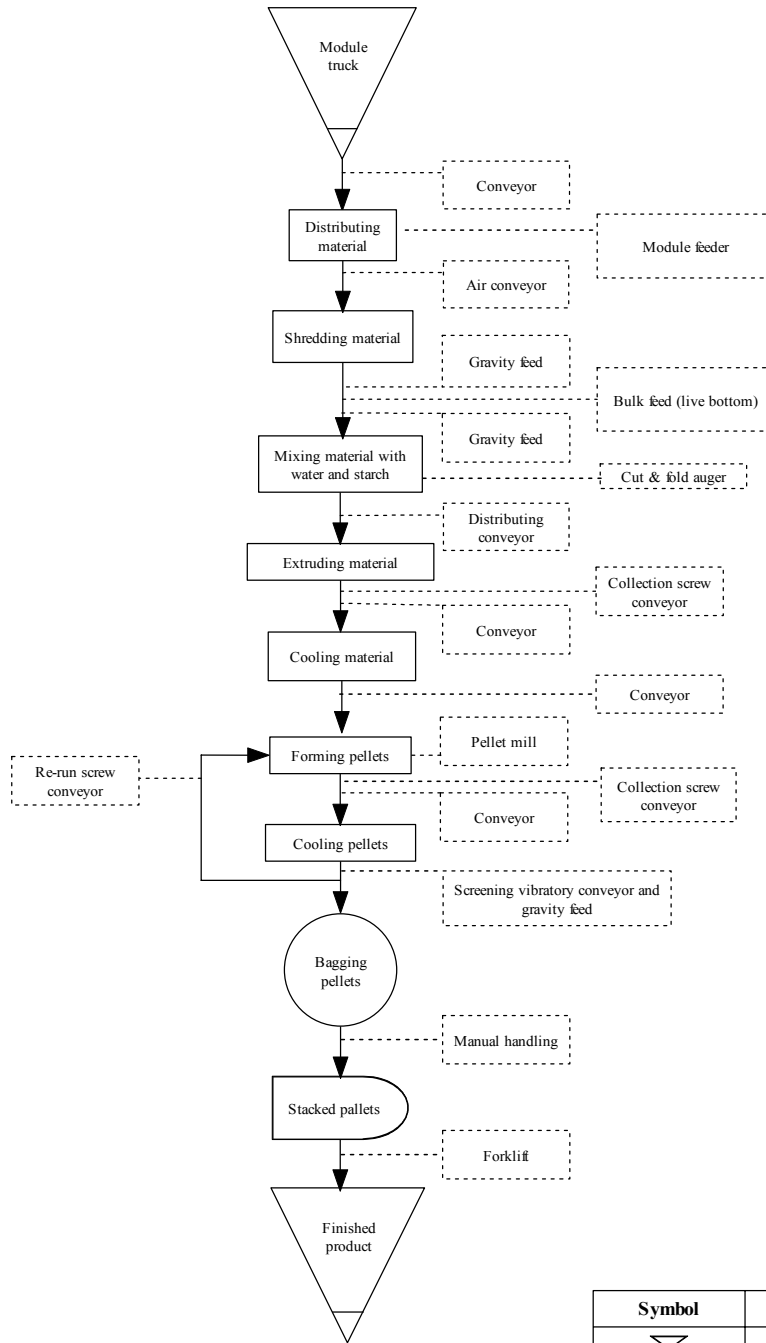 Module
truck
Conveyor
Distributing
material
Module feeder
Air conveyor
Shredding material
Gravity feed
Bulk feed (live bottom)
Gravity feed
Mixing material with
water and starch
Cut & fold auger
Distributing
conveyor
Extruding material
Collection screw
conveyor
Conveyor
Cooling material
Conveyor
Re-run screw
conveyor
Forming pellets
Pellet mill
Collection screw
conveyor
Conveyor
Cooling pellets
Screening vibratory conveyor and
gravity feed
Bagging
pellets
Manual handling
Stacked pallets
Forklift
Finished
product
Symbol